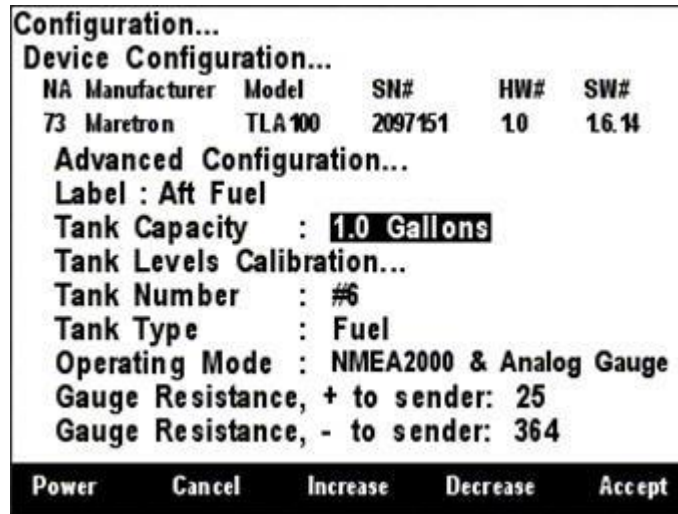 Configuration...
Device Configuration...
NA Manufacturer Model SN# HW# SW#
73 Maretron TLA100 2097151 1.0 1.6.14
Advanced Configuration...
Label : Aft Fuel
Tank Capacity : 1.0 Gallons
Tank Levels Calibration...
Tank Number : #6
Tank Type : Fuel
Operating Mode : NMEA2000 & Analog Gauge
Gauge Resistance, + to sender: 25
Gauge Resistance, - to sender: 364
Power Cancel Increase Decrease Accept